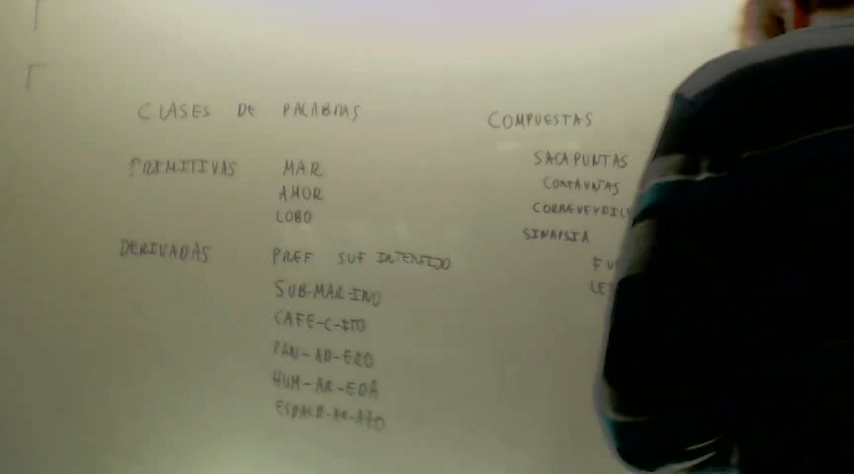 CLASES DE PALABRAS
PRIMITIVAS MAR
AMOR
LOBO
DERIVADAS PREF SUF INTERFIJO
SUB-MAR-INO
CAFE-C-ITO
PAN-AD-ERO
HUM-AR-EDA
COMPUESTAS
SACAPUNTAS
CORTAUÑAS
SINAPSIA